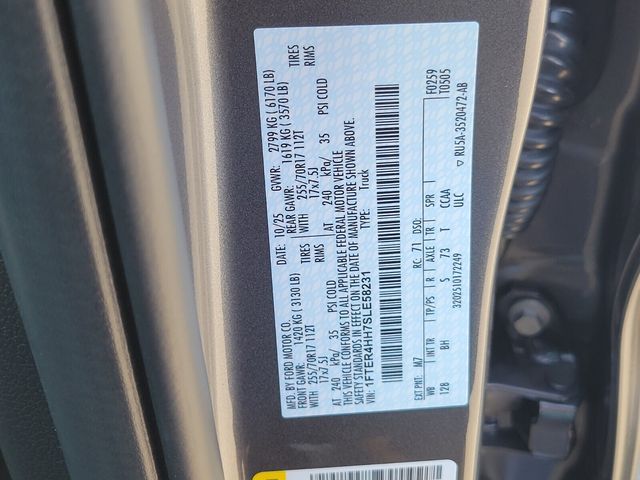 MFD. BY FORD MOTOR CO. DATE: 10/25 GVWR: 2799 KG ( 6170 LB)
FRONT GAWR: 1420 KG ( 3130 LB) REAR GAWR: 1619 KG ( 3570 LB)
WITH 255/70R17 112T TIRES WITH 255/70R17 112T TIRES
17x7.5J RIMS 17x7.5J RIMS
AT 240 kPa/ 35 PSI COLD AT 240 kPa/ 35 PSI COLD
THIS VEHICLE CONFORMS TO ALL APPLICABLE FEDERAL MOTOR VEHICLE
SAFETY STANDARDS IN EFFECT ON THE DATE OF MANUFACTURE SHOWN ABOVE.
VIN: 1FTER4HH7SLE58231 TYPE: Truck
F0259
T0505
EXT PNT: M7 RC: 71 DSO:
WB INT TR TP/PS R AXLE TR SPR
128 BH S 73 T CCAA
3202510172249 ULC
▽ RU5A-3520472-AB